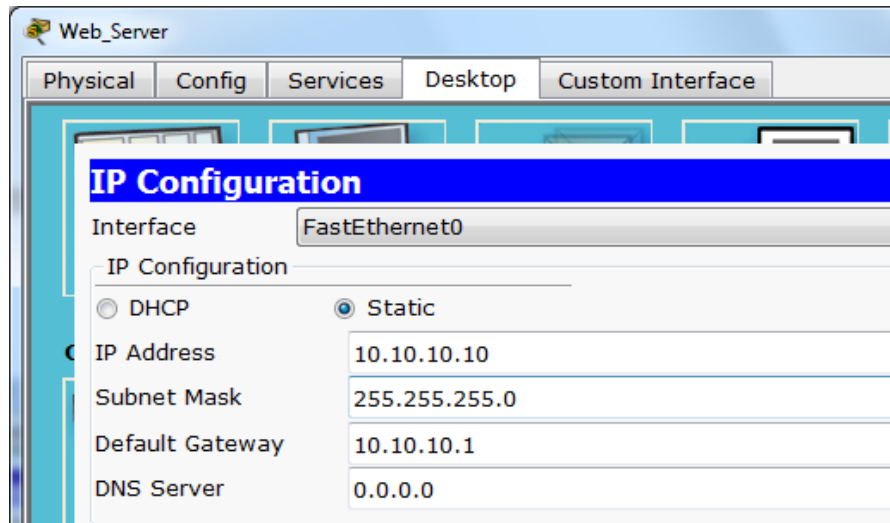 Web_Server
Physical Config Services Desktop Custom Interface
IP Configuration
Interface FastEthernet0
IP Configuration
DHCP Static
IP Address 10.10.10.10
Subnet Mask 255.255.255.0
Default Gateway 10.10.10.1
DNS Server 0.0.0.0